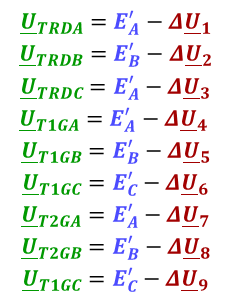 U_TRDA = E′_A − ΔU_1
U_TRDB = E′_B − ΔU_2
U_TRDC = E′_A − ΔU_3
U_T1GA = E′_A − ΔU_4
U_T1GB = E′_B − ΔU_5
U_T1GC = E′_C − ΔU_6
U_T2GA = E′_A − ΔU_7
U_T2GB = E′_B − ΔU_8
U_T1GC = E′_C − ΔU_9